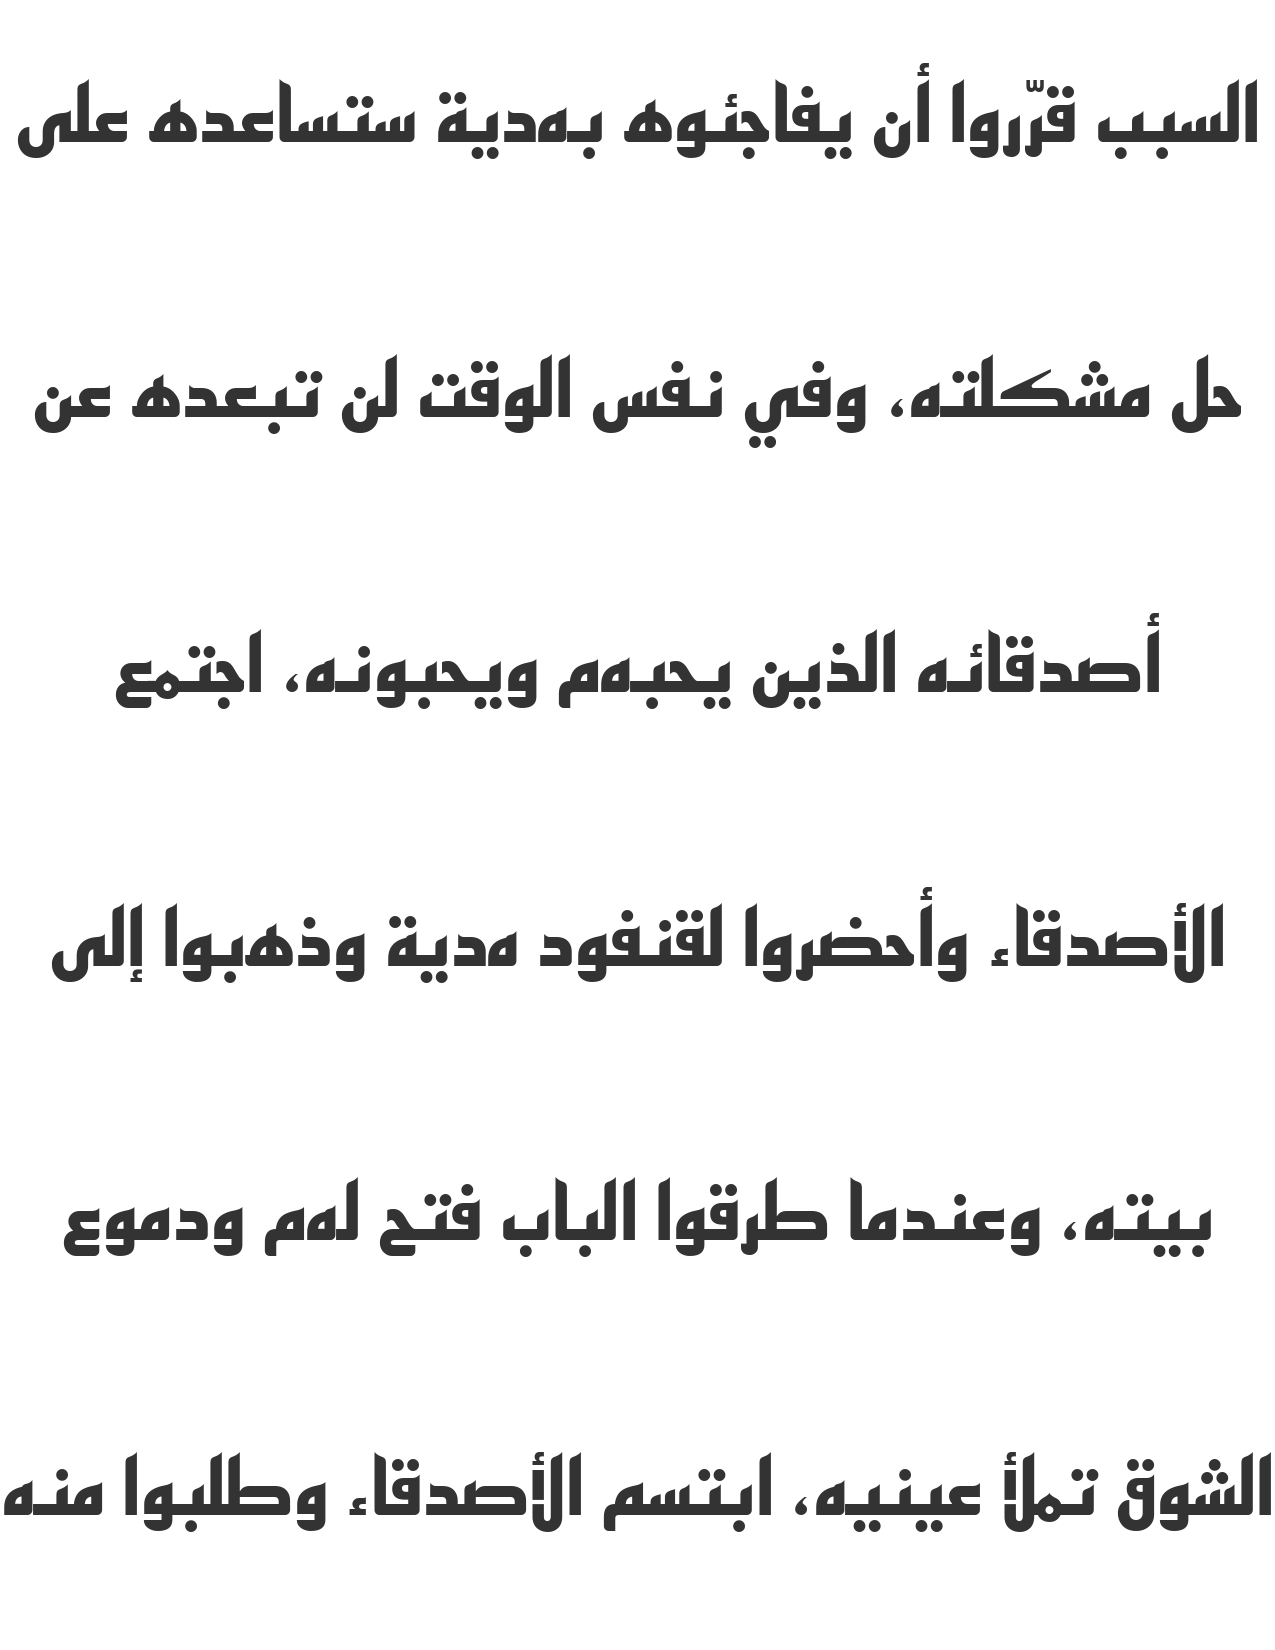 السبب قرّروا أن يفاجئوه بهدية ستساعده على
حل مشكلته، وفي نفس الوقت لن تبعده عن
أصدقائه الذين يحبهم ويحبونه، اجتمع
الأصدقاء وأحضروا لقنفود هدية وذهبوا إلى
بيته، وعندما طرقوا الباب فتح لهم ودموع
الشوق تملأ عينيه، ابتسم الأصدقاء وطلبوا منه